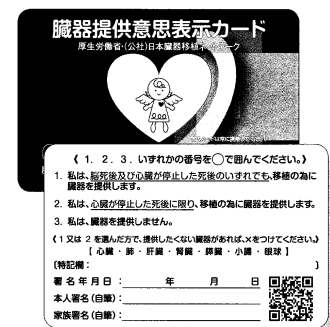 臓器提供意思表示カード
厚生労働省・(公社)日本臓器移植ネットワーク
《 1. 2. 3. いずれかの番号を○で囲んでください。》
1. 私は、脳死後及び心臓が停止した死後のいずれでも、移植の為に
臓器を提供します。
2. 私は、心臓が停止した死後に限り、移植の為に臓器を提供します。
3. 私は、臓器を提供しません。
《1 又は 2 を選んだ方で、提供したくない臓器があれば、×をつけてください。》
【 心臓 ・ 肺 ・ 肝臓 ・ 腎臓 ・ 膵臓 ・ 小腸 ・ 眼球 】
〔特記欄: 〕
署名年月日: 年 月 日
本人署名(自筆):
家族署名(自筆):